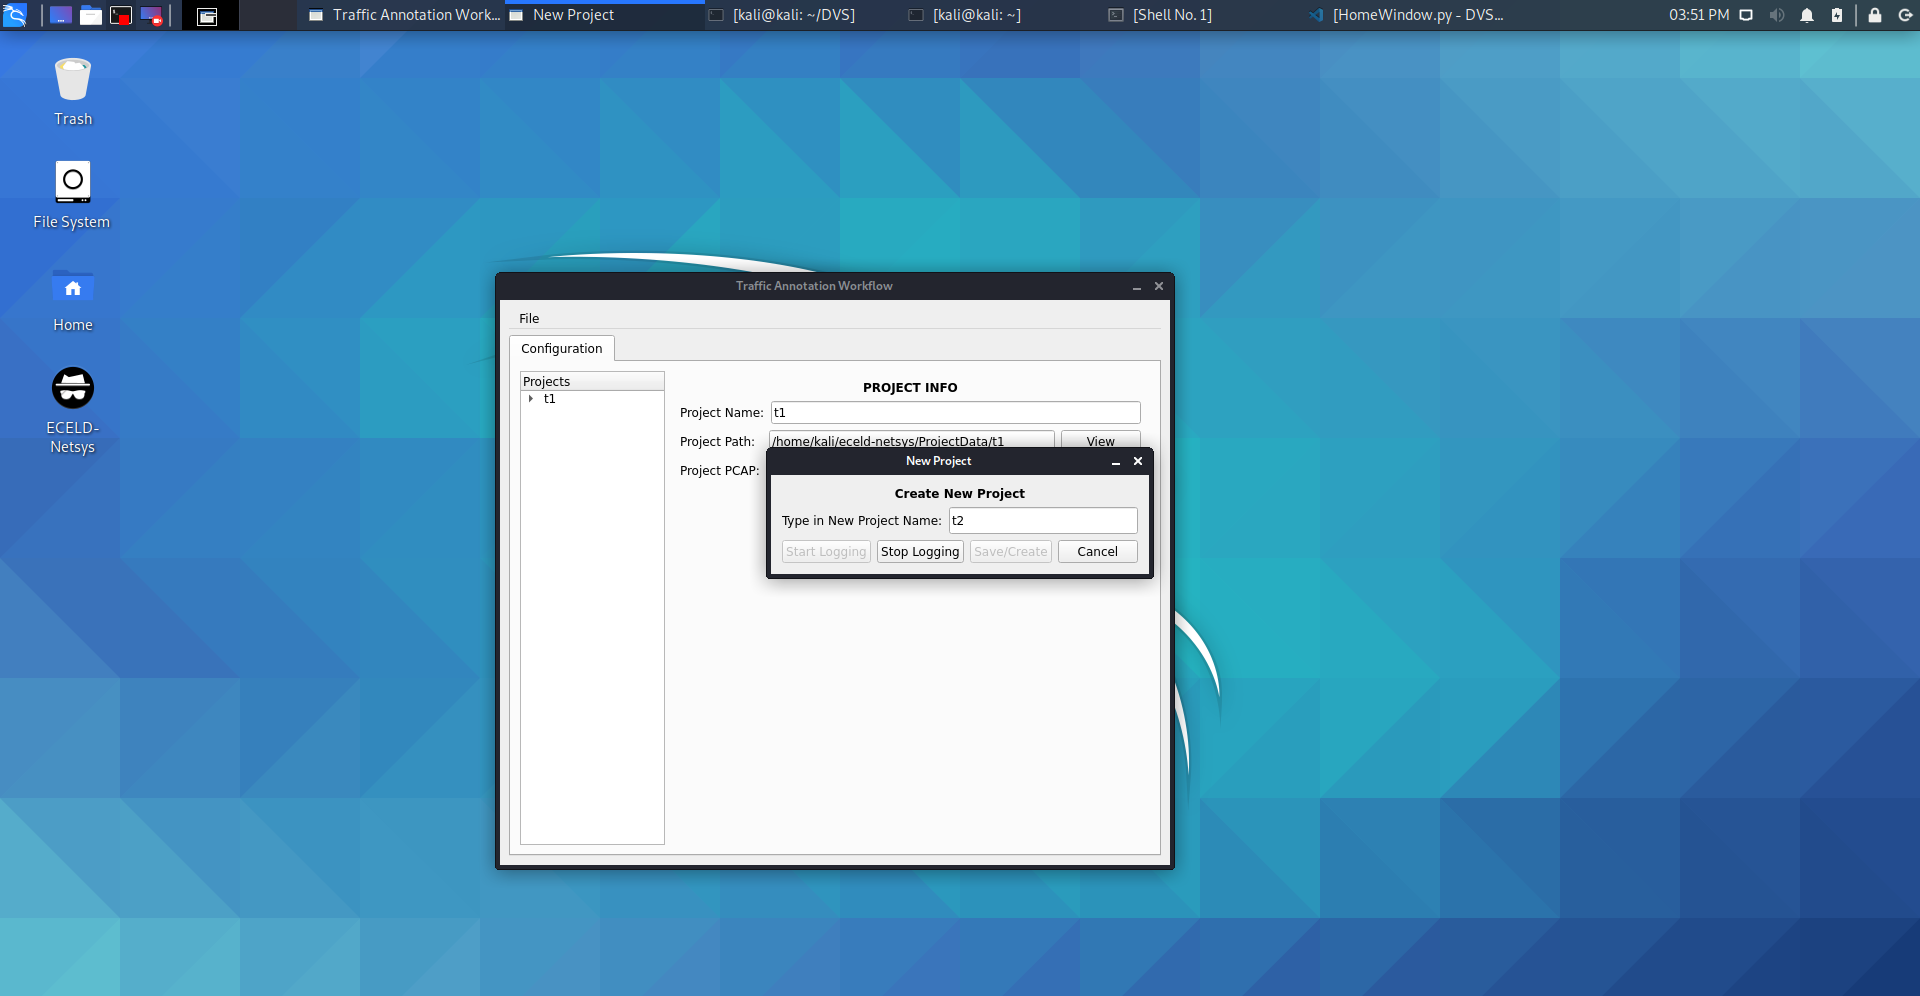 Traffic Annotation Work...
New Project
[kali@kali: ~/DVS]
[kali@kali: ~]
[Shell No. 1]
[HomeWindow.py - DVS...
03:51 PM
Trash
File System
Home
ECELD-
Netsys
Traffic Annotation Workflow
File
Configuration
Projects
t1
PROJECT INFO
Project Name: t1
Project Path: /home/kali/eceld-netsys/ProjectData/t1 View
Project PCAP:
New Project
Create New Project
Type in New Project Name: t2
Start Logging Stop Logging Save/Create Cancel